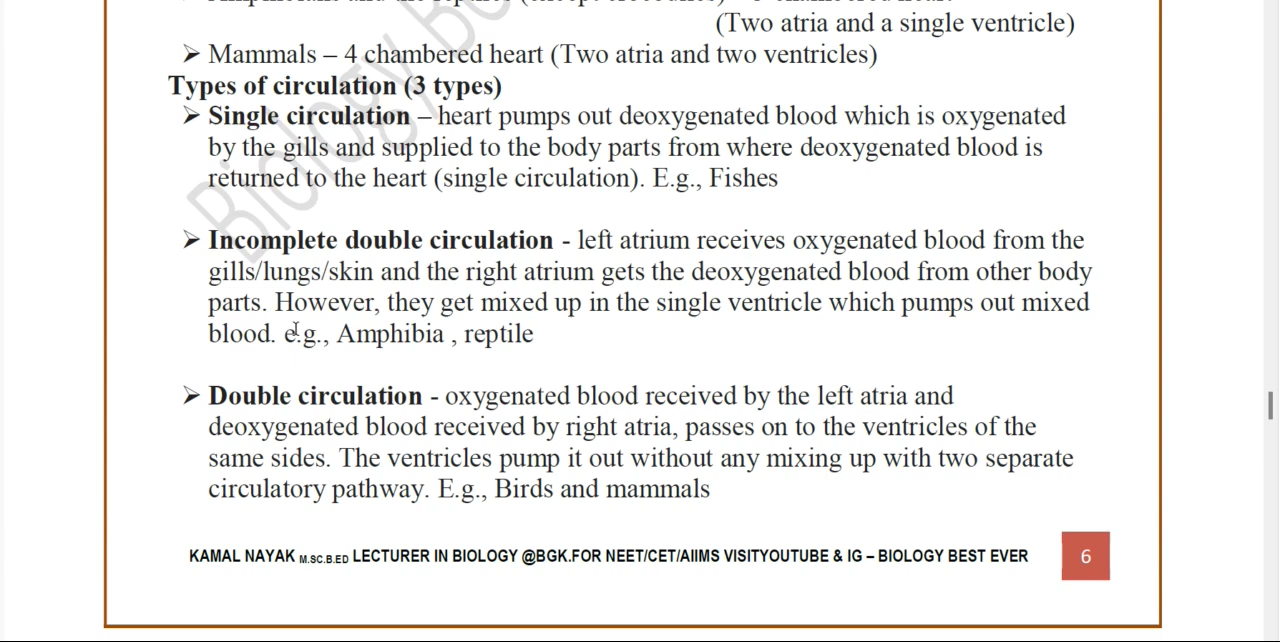 (Two atria and a single ventricle)
➢ Mammals – 4 chambered heart (Two atria and two ventricles)
Types of circulation (3 types)
➢ Single circulation – heart pumps out deoxygenated blood which is oxygenated
by the gills and supplied to the body parts from where deoxygenated blood is
returned to the heart (single circulation). E.g., Fishes
➢ Incomplete double circulation - left atrium receives oxygenated blood from the
gills/lungs/skin and the right atrium gets the deoxygenated blood from other body
parts. However, they get mixed up in the single ventricle which pumps out mixed
blood. e.g., Amphibia , reptile
➢ Double circulation - oxygenated blood received by the left atria and
deoxygenated blood received by right atria, passes on to the ventricles of the
same sides. The ventricles pump it out without any mixing up with two separate
circulatory pathway. E.g., Birds and mammals
KAMAL NAYAK M.SC.B.ED LECTURER IN BIOLOGY @BGK.FOR NEET/CET/AIIMS VISITYOUTUBE & IG – BIOLOGY BEST EVER
6
Biology